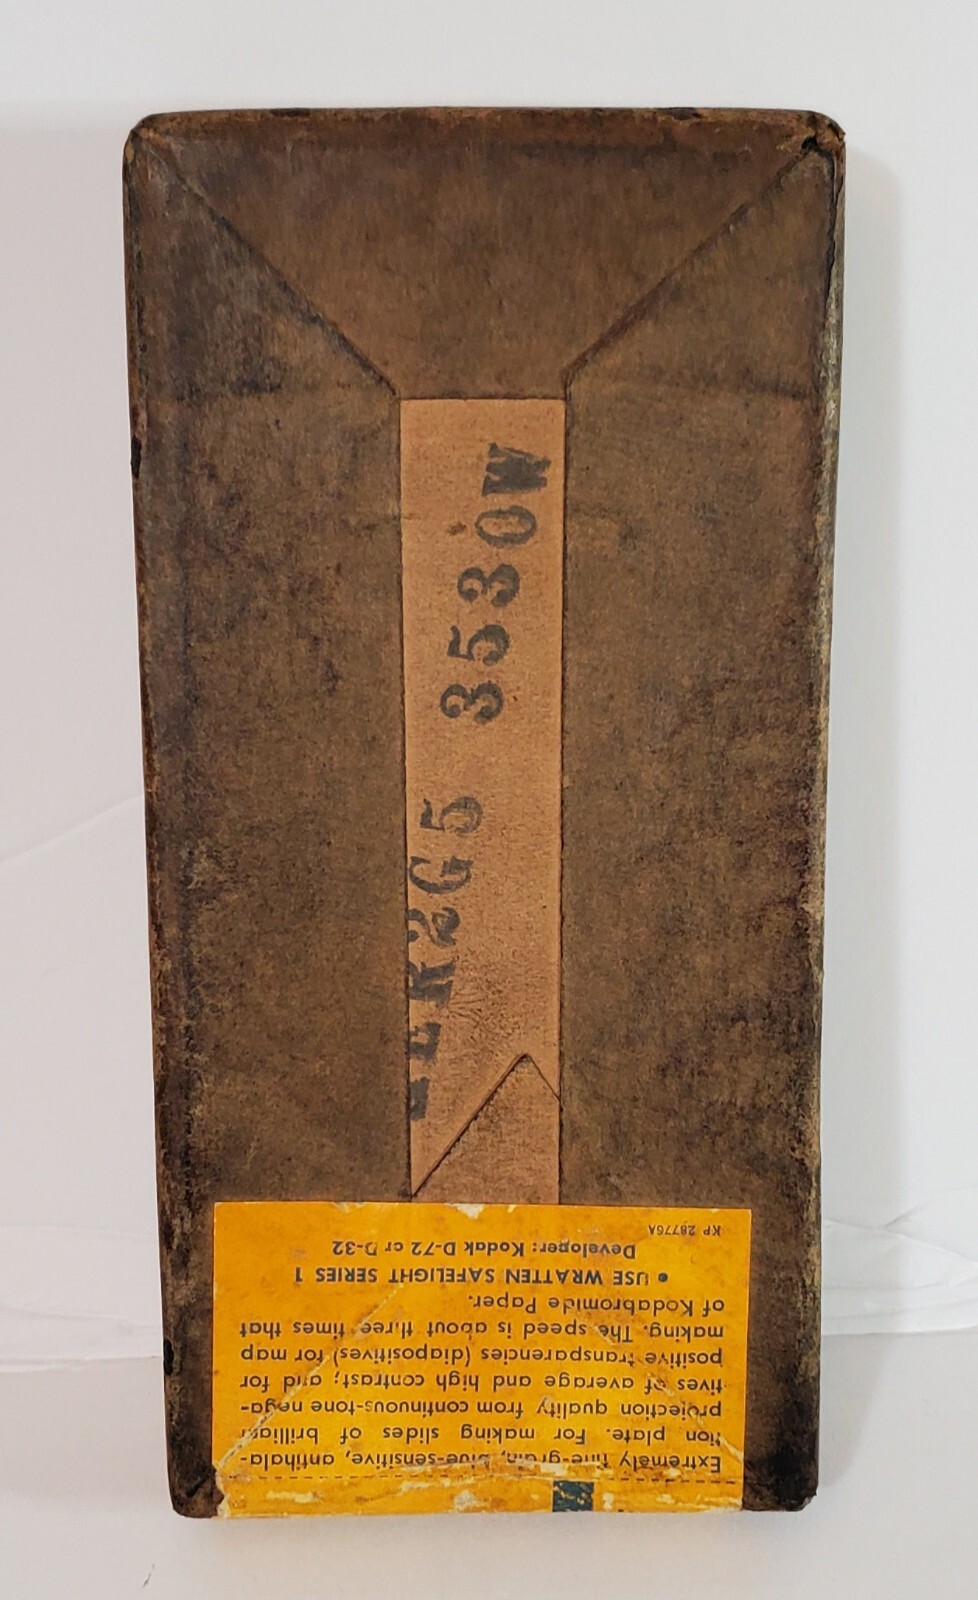 3530W
ER2G5
Extremely fine-grain, blue-sensitive, antihala-
tion plate. For making slides of brilliant
projection quality from continuous-tone nega-
tives of average and high contrast; and for
positive transparencies (diapositives) for map
making. The speed is about three times that
of Kodabromide Paper.
• USE WRATTEN SAFELIGHT SERIES 1
Developer: Kodak D-72 or D-32
KP 28776A